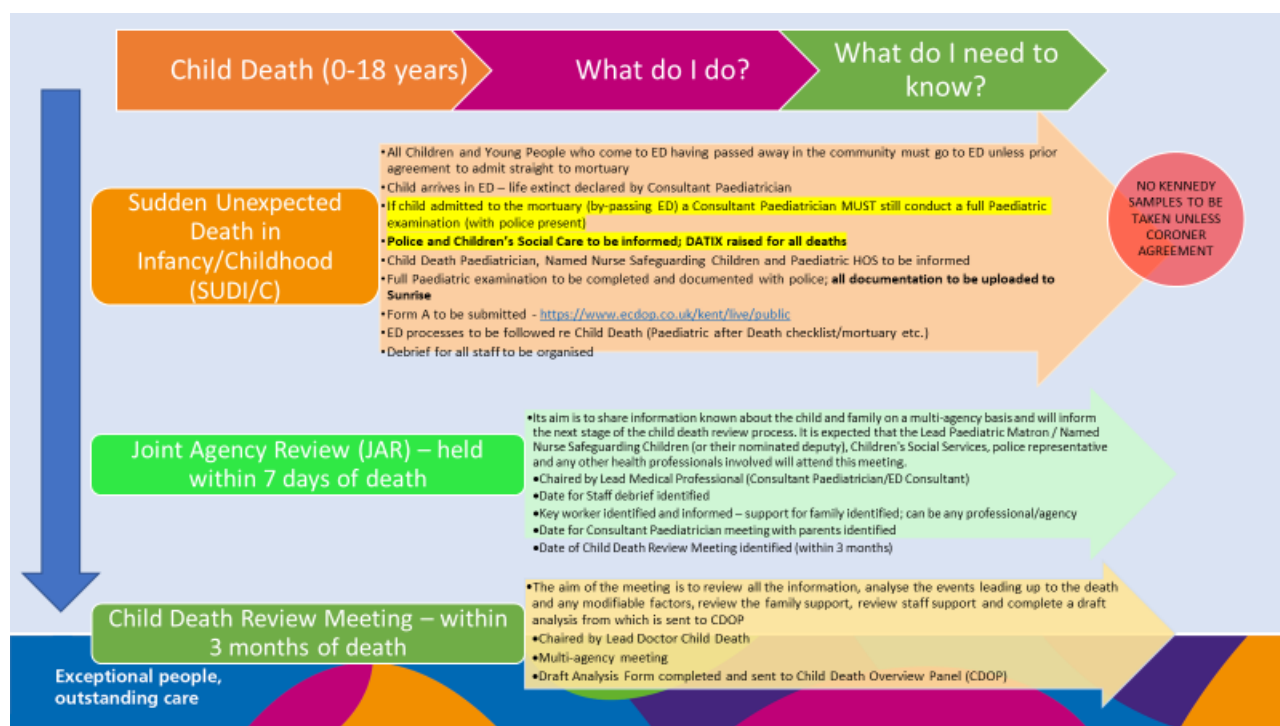 Child Death (0-18 years)
What do I do?
What do I need to
know?
Sudden Unexpected
Death in
Infancy/Childhood
(SUDI/C)
•All Children and Young People who come to ED having passed away in the community must go to ED unless prior
agreement to admit straight to mortuary
•Child arrives in ED – life extinct declared by Consultant Paediatrician
•If child admitted to the mortuary (by-passing ED) a Consultant Paediatrician MUST still conduct a full Paediatric
examination (with police present)
•Police and Children's Social Care to be informed; DATIX raised for all deaths
•Child Death Paediatrician, Named Nurse Safeguarding Children and Paediatric HOS to be informed
•Full Paediatric examination to be completed and documented with police; all documentation to be uploaded to
Sunrise
•Form A to be submitted - https://www.ecdop.co.uk/kent/live/public
•ED processes to be followed re Child Death (Paediatric after Death checklist/mortuary etc.)
•Debrief for all staff to be organised
NO KENNEDY
SAMPLES TO BE
TAKEN UNLESS
CORONER
AGREEMENT
Joint Agency Review (JAR) – held
within 7 days of death
•Its aim is to share information known about the child and family on a multi-agency basis and will inform
the next stage of the child death review process. It is expected that the Lead Paediatric Matron / Named
Nurse Safeguarding Children (or their nominated deputy), Children's Social Services, police representative
and any other health professionals involved will attend this meeting.
•Chaired by Lead Medical Professional (Consultant Paediatrician/ED Consultant)
•Date for Staff debrief identified
•Key worker identified and informed – support for family identified; can be any professional/agency
•Date for Consultant Paediatrician meeting with parents identified
•Date of Child Death Review Meeting identified (within 3 months)
Child Death Review Meeting – within
3 months of death
•The aim of the meeting is to review all the information, analyse the events leading up to the death
and any modifiable factors, review the family support, review staff support and complete a draft
analysis from which is sent to CDOP
•Chaired by Lead Doctor Child Death
•Multi-agency meeting
•Draft Analysis Form completed and sent to Child Death Overview Panel (CDOP)
Exceptional people,
outstanding care